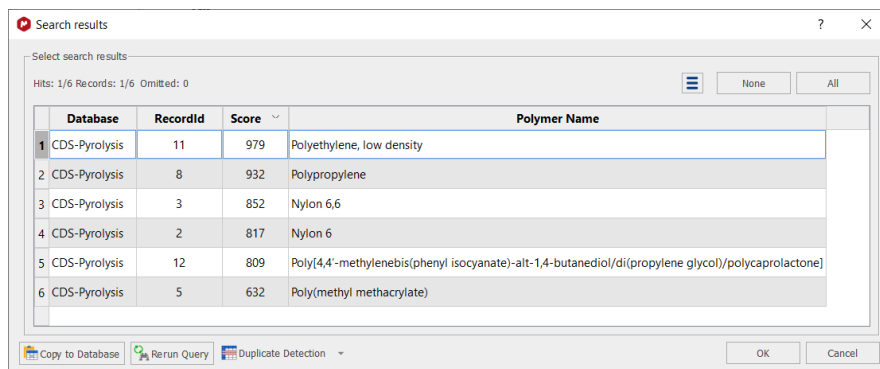 Search results
?
Select search results
Hits: 1/6 Records: 1/6 Omitted: 0
None
All
Database RecordId Score Polymer Name
1 CDS-Pyrolysis 11 979 Polyethylene, low density
2 CDS-Pyrolysis 8 932 Polypropylene
3 CDS-Pyrolysis 3 852 Nylon 6,6
4 CDS-Pyrolysis 2 817 Nylon 6
5 CDS-Pyrolysis 12 809 Poly[4,4'-methylenebis(phenyl isocyanate)-alt-1,4-butanediol/di(propylene glycol)/polycaprolactone]
6 CDS-Pyrolysis 5 632 Poly(methyl methacrylate)
Copy to Database Rerun Query Duplicate Detection OK Cancel